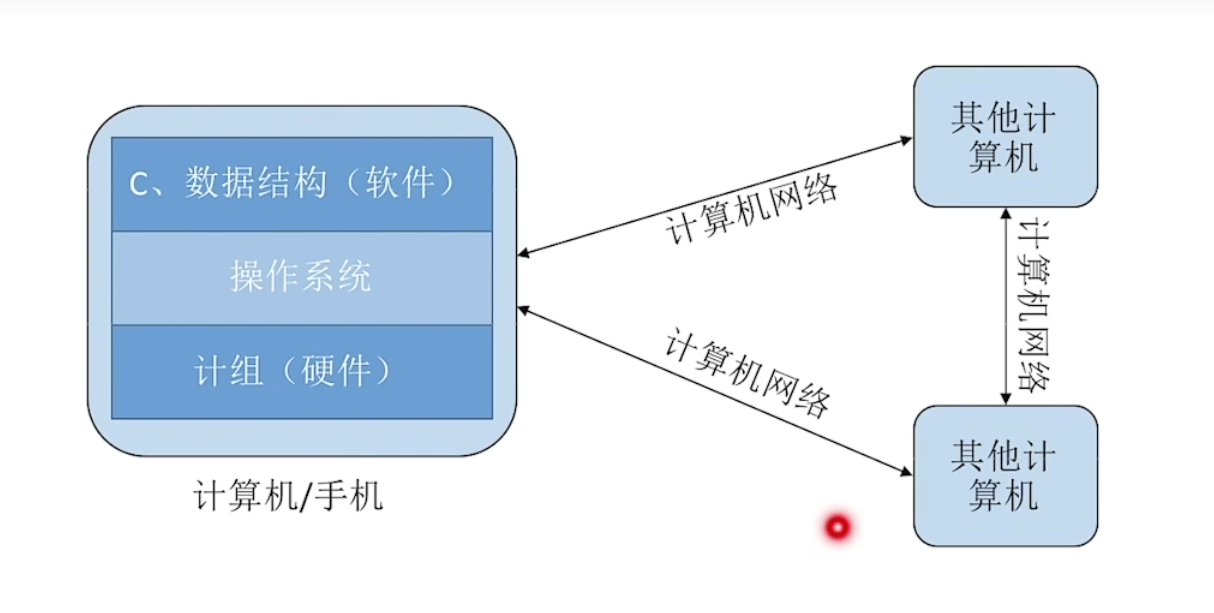 C、数据结构（软件）
操作系统
计组（硬件）
计算机/手机
计算机网络
计算机网络
其他计
算机
计算机网络
其他计
算机